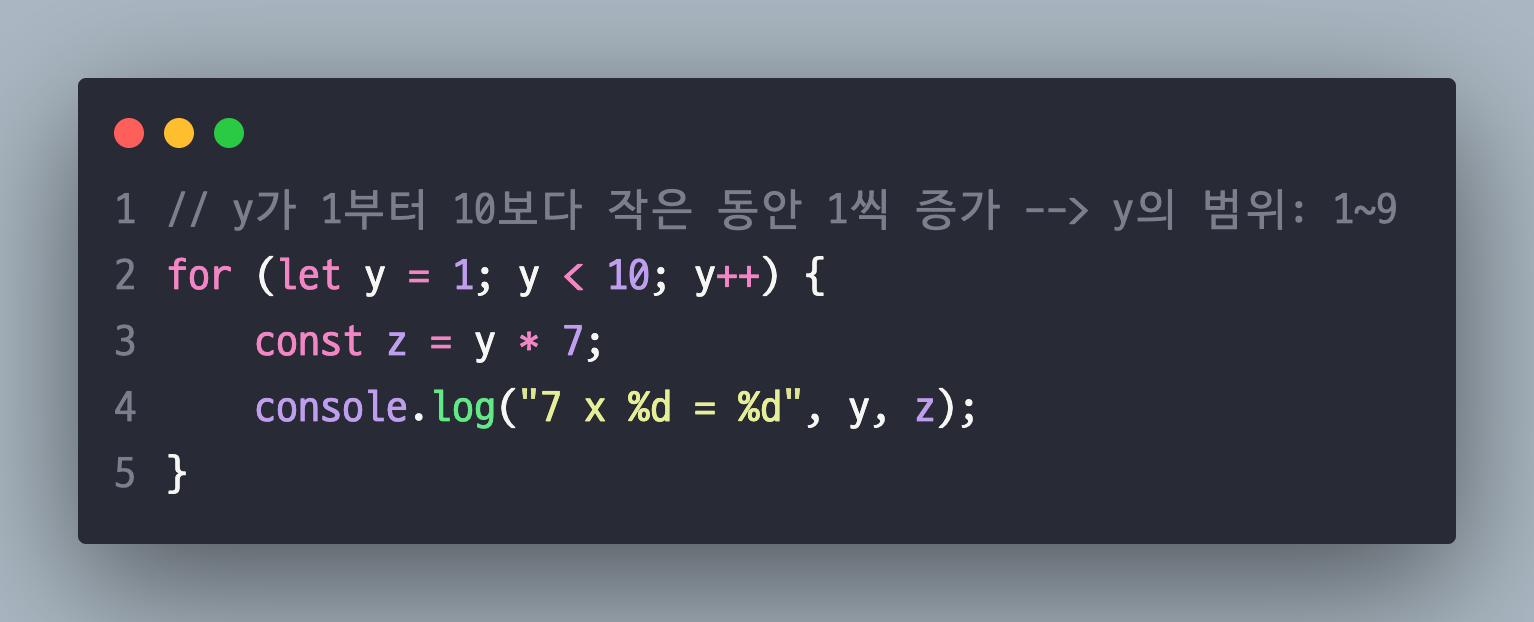 1 // y가 1부터 10보다 작은 동안 1씩 증가 --> y의 범위: 1~9
2 for (let y = 1; y < 10; y++) {
3     const z = y * 7;
4     console.log("7 x %d = %d", y, z);
5 }